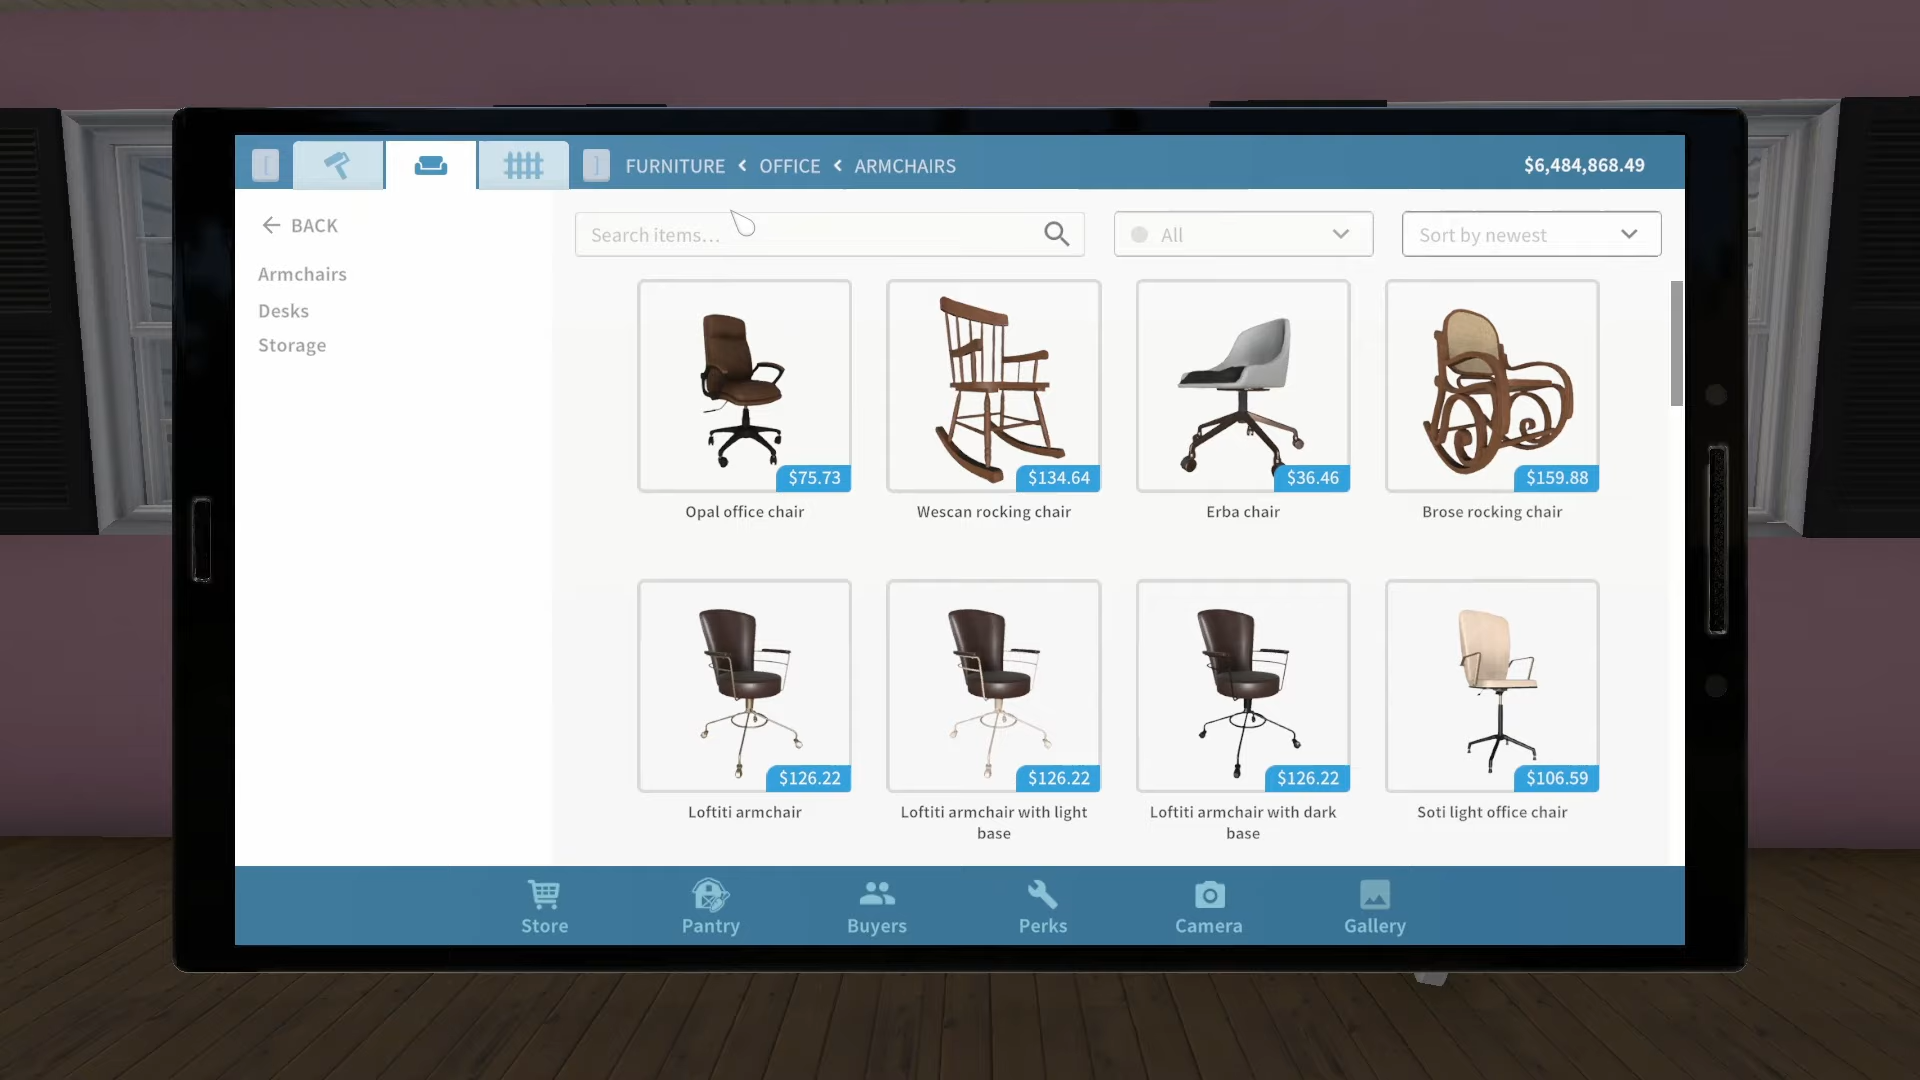 [ ] FURNITURE < OFFICE < ARMCHAIRS $6,484,868.49
BACK
Search items...
All
Sort by newest
Armchairs
Desks
Storage
$75.73
$134.64
$36.46
$159.88
Opal office chair
Wescan rocking chair
Erba chair
Brose rocking chair
$126.22
$126.22
$126.22
$106.59
Loftiti armchair
Loftiti armchair with light
base
Loftiti armchair with dark
base
Soti light office chair
Store
Pantry
Buyers
Perks
Camera
Gallery